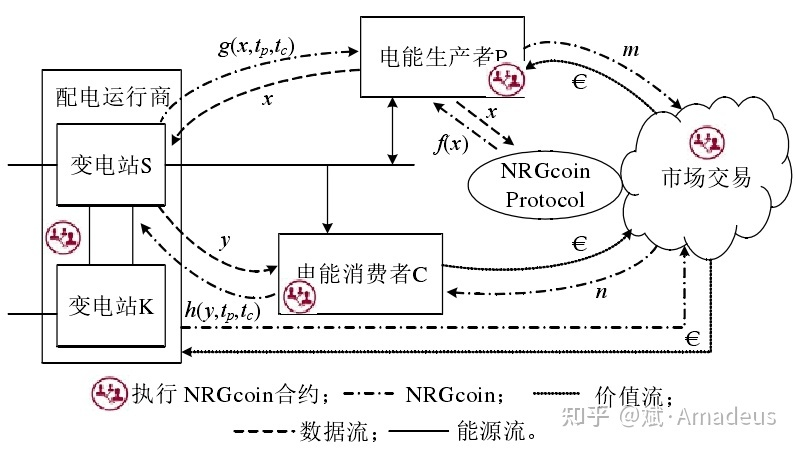 g(x,tp,tc)
电能生产者P
m
€
配电运行商
x
x
f(x)
变电站S
NRGcoin
Protocol
市场交易
y
€
电能消费者C
n
变电站K
h(y,tp,tc)
€
执行 NRGcoin合约；
NRGcoin；
价值流；
数据流；
能源流。
知乎 @斌·Amadeus